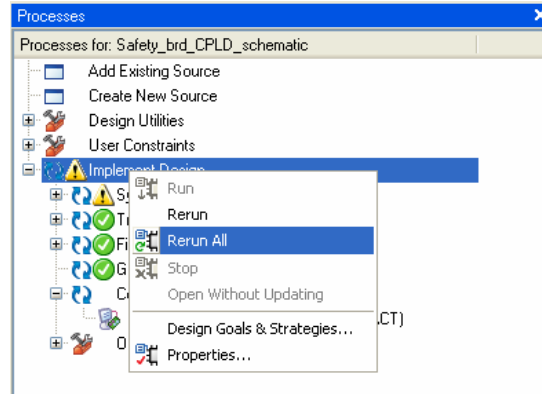 Processes
Processes for: Safety_brd_CPLD_schematic
Add Existing Source
Create New Source
Design Utilities
User Constraints
Implement Design
Run
Rerun
Rerun All
Stop
Open Without Updating
Design Goals & Strategies...
Properties...